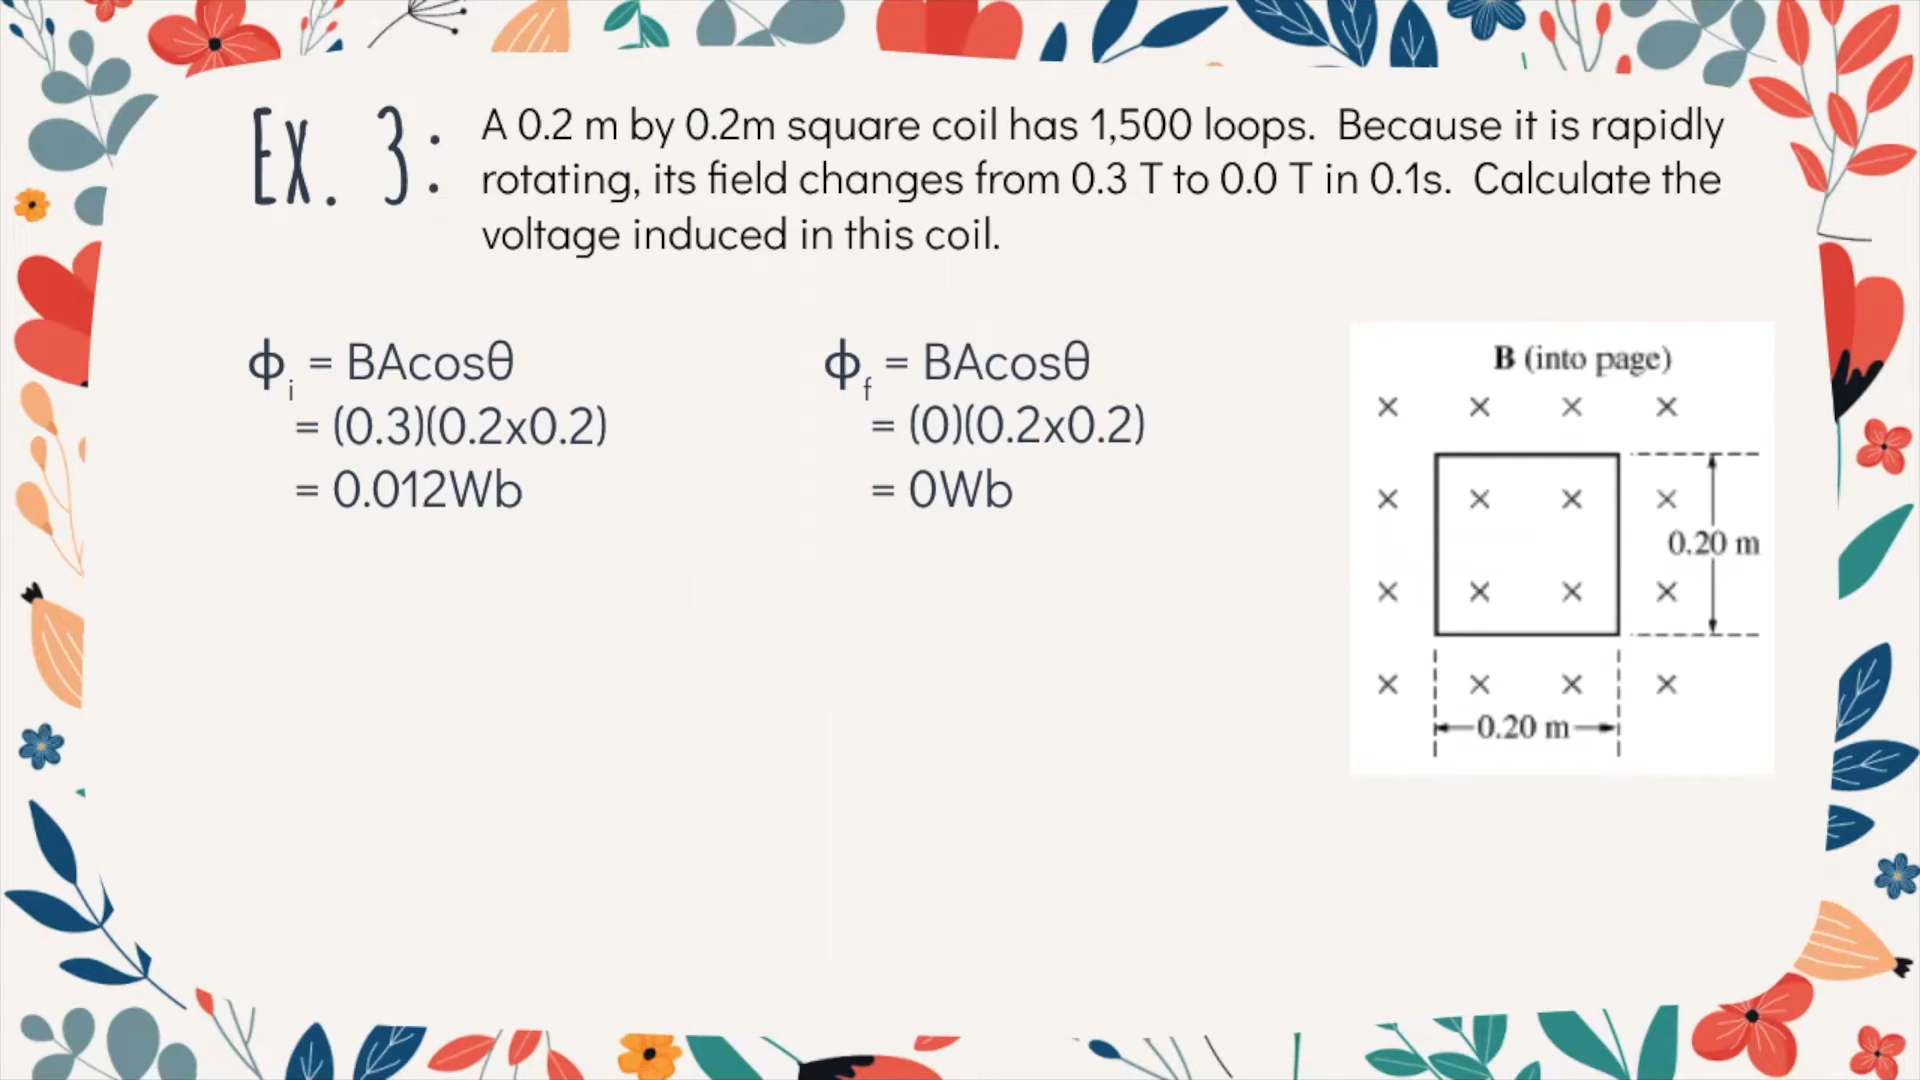 Ex. 3:
A 0.2 m by 0.2m square coil has 1,500 loops. Because it is rapidly
rotating, its field changes from 0.3 T to 0.0 T in 0.1s. Calculate the
voltage induced in this coil.
ϕi = BAcosθ
= (0.3)(0.2x0.2)
= 0.012Wb
ϕf = BAcosθ
= (0)(0.2x0.2)
= 0Wb
B (into page)
0.20 m
0.20 m